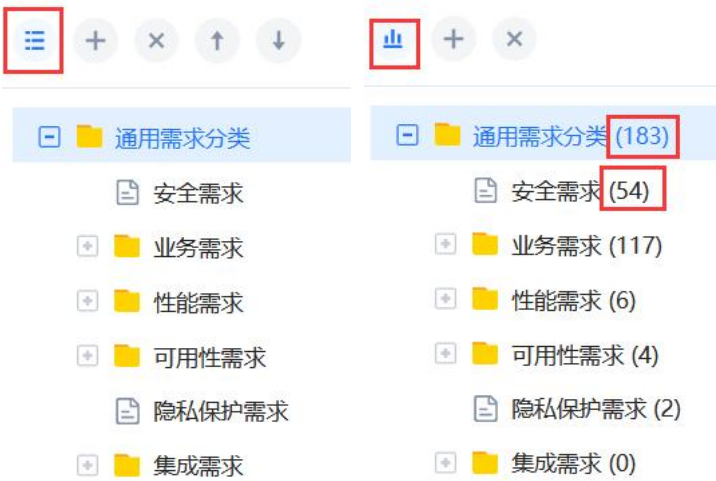 通用需求分类
安全需求
业务需求
性能需求
可用性需求
隐私保护需求
集成需求
通用需求分类 (183)
安全需求 (54)
业务需求 (117)
性能需求 (6)
可用性需求 (4)
隐私保护需求 (2)
集成需求 (0)